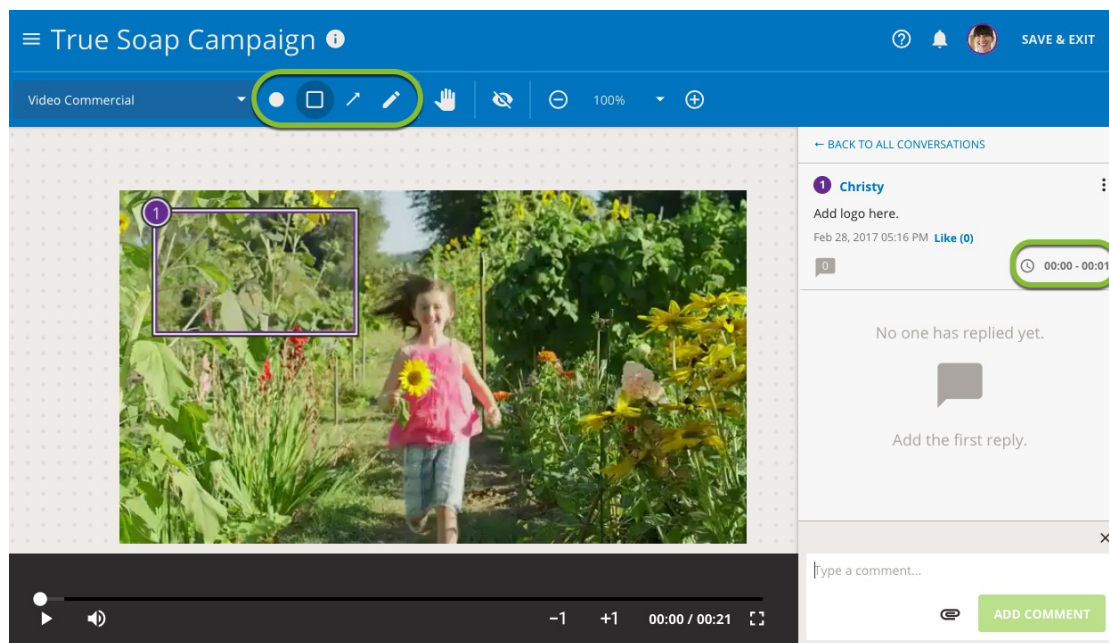 True Soap Campaign i
? SAVE & EXIT
Video Commercial
100%
← BACK TO ALL CONVERSATIONS
1 Christy
Add logo here.
Feb 28, 2017 05:16 PM Like (0)
0 00:00 - 00:01
1
No one has replied yet.
Add the first reply.
Type a comment...
ADD COMMENT
−1 +1 00:00 / 00:21